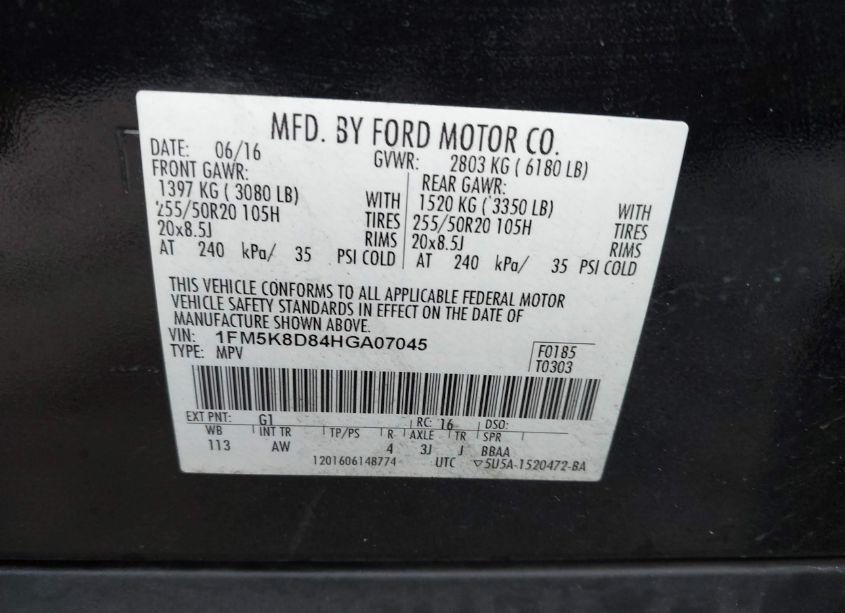 MFD. BY FORD MOTOR CO.
DATE: 06/16 GVWR: 2803 KG ( 6180 LB)
FRONT GAWR: REAR GAWR:
1397 KG ( 3080 LB) WITH 1520 KG ( 3350 LB) WITH
255/50R20 105H TIRES 255/50R20 105H TIRES
20x8.5J RIMS 20x8.5J RIMS
AT 240 kPa/ 35 PSI COLD AT 240 kPa/ 35 PSI COLD
THIS VEHICLE CONFORMS TO ALL APPLICABLE FEDERAL MOTOR
VEHICLE SAFETY STANDARDS IN EFFECT ON THE DATE OF
MANUFACTURE SHOWN ABOVE.
VIN: 1FM5K8D84HGA07045 F0185
TYPE: MPV T0303
EXT PNT: G1 RC: 16 DSO:
WB INT TR TP/PS R AXLE TR SPR
113 AW 4 3J J BBAA
1201606148774 UTC ▽5U5A-1520472-BA